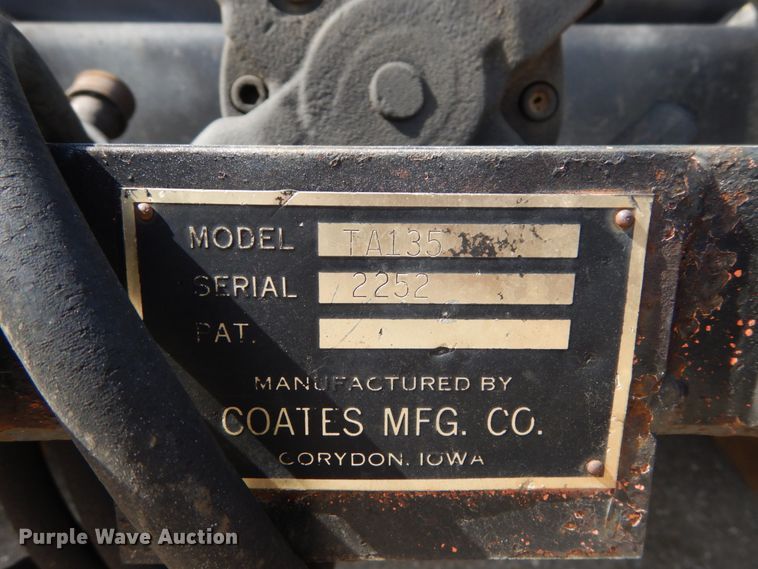 MODEL TA135
SERIAL 2252
PAT.
MANUFACTURED BY
COATES MFG. CO.
CORYDON, IOWA
Purple Wave Auction